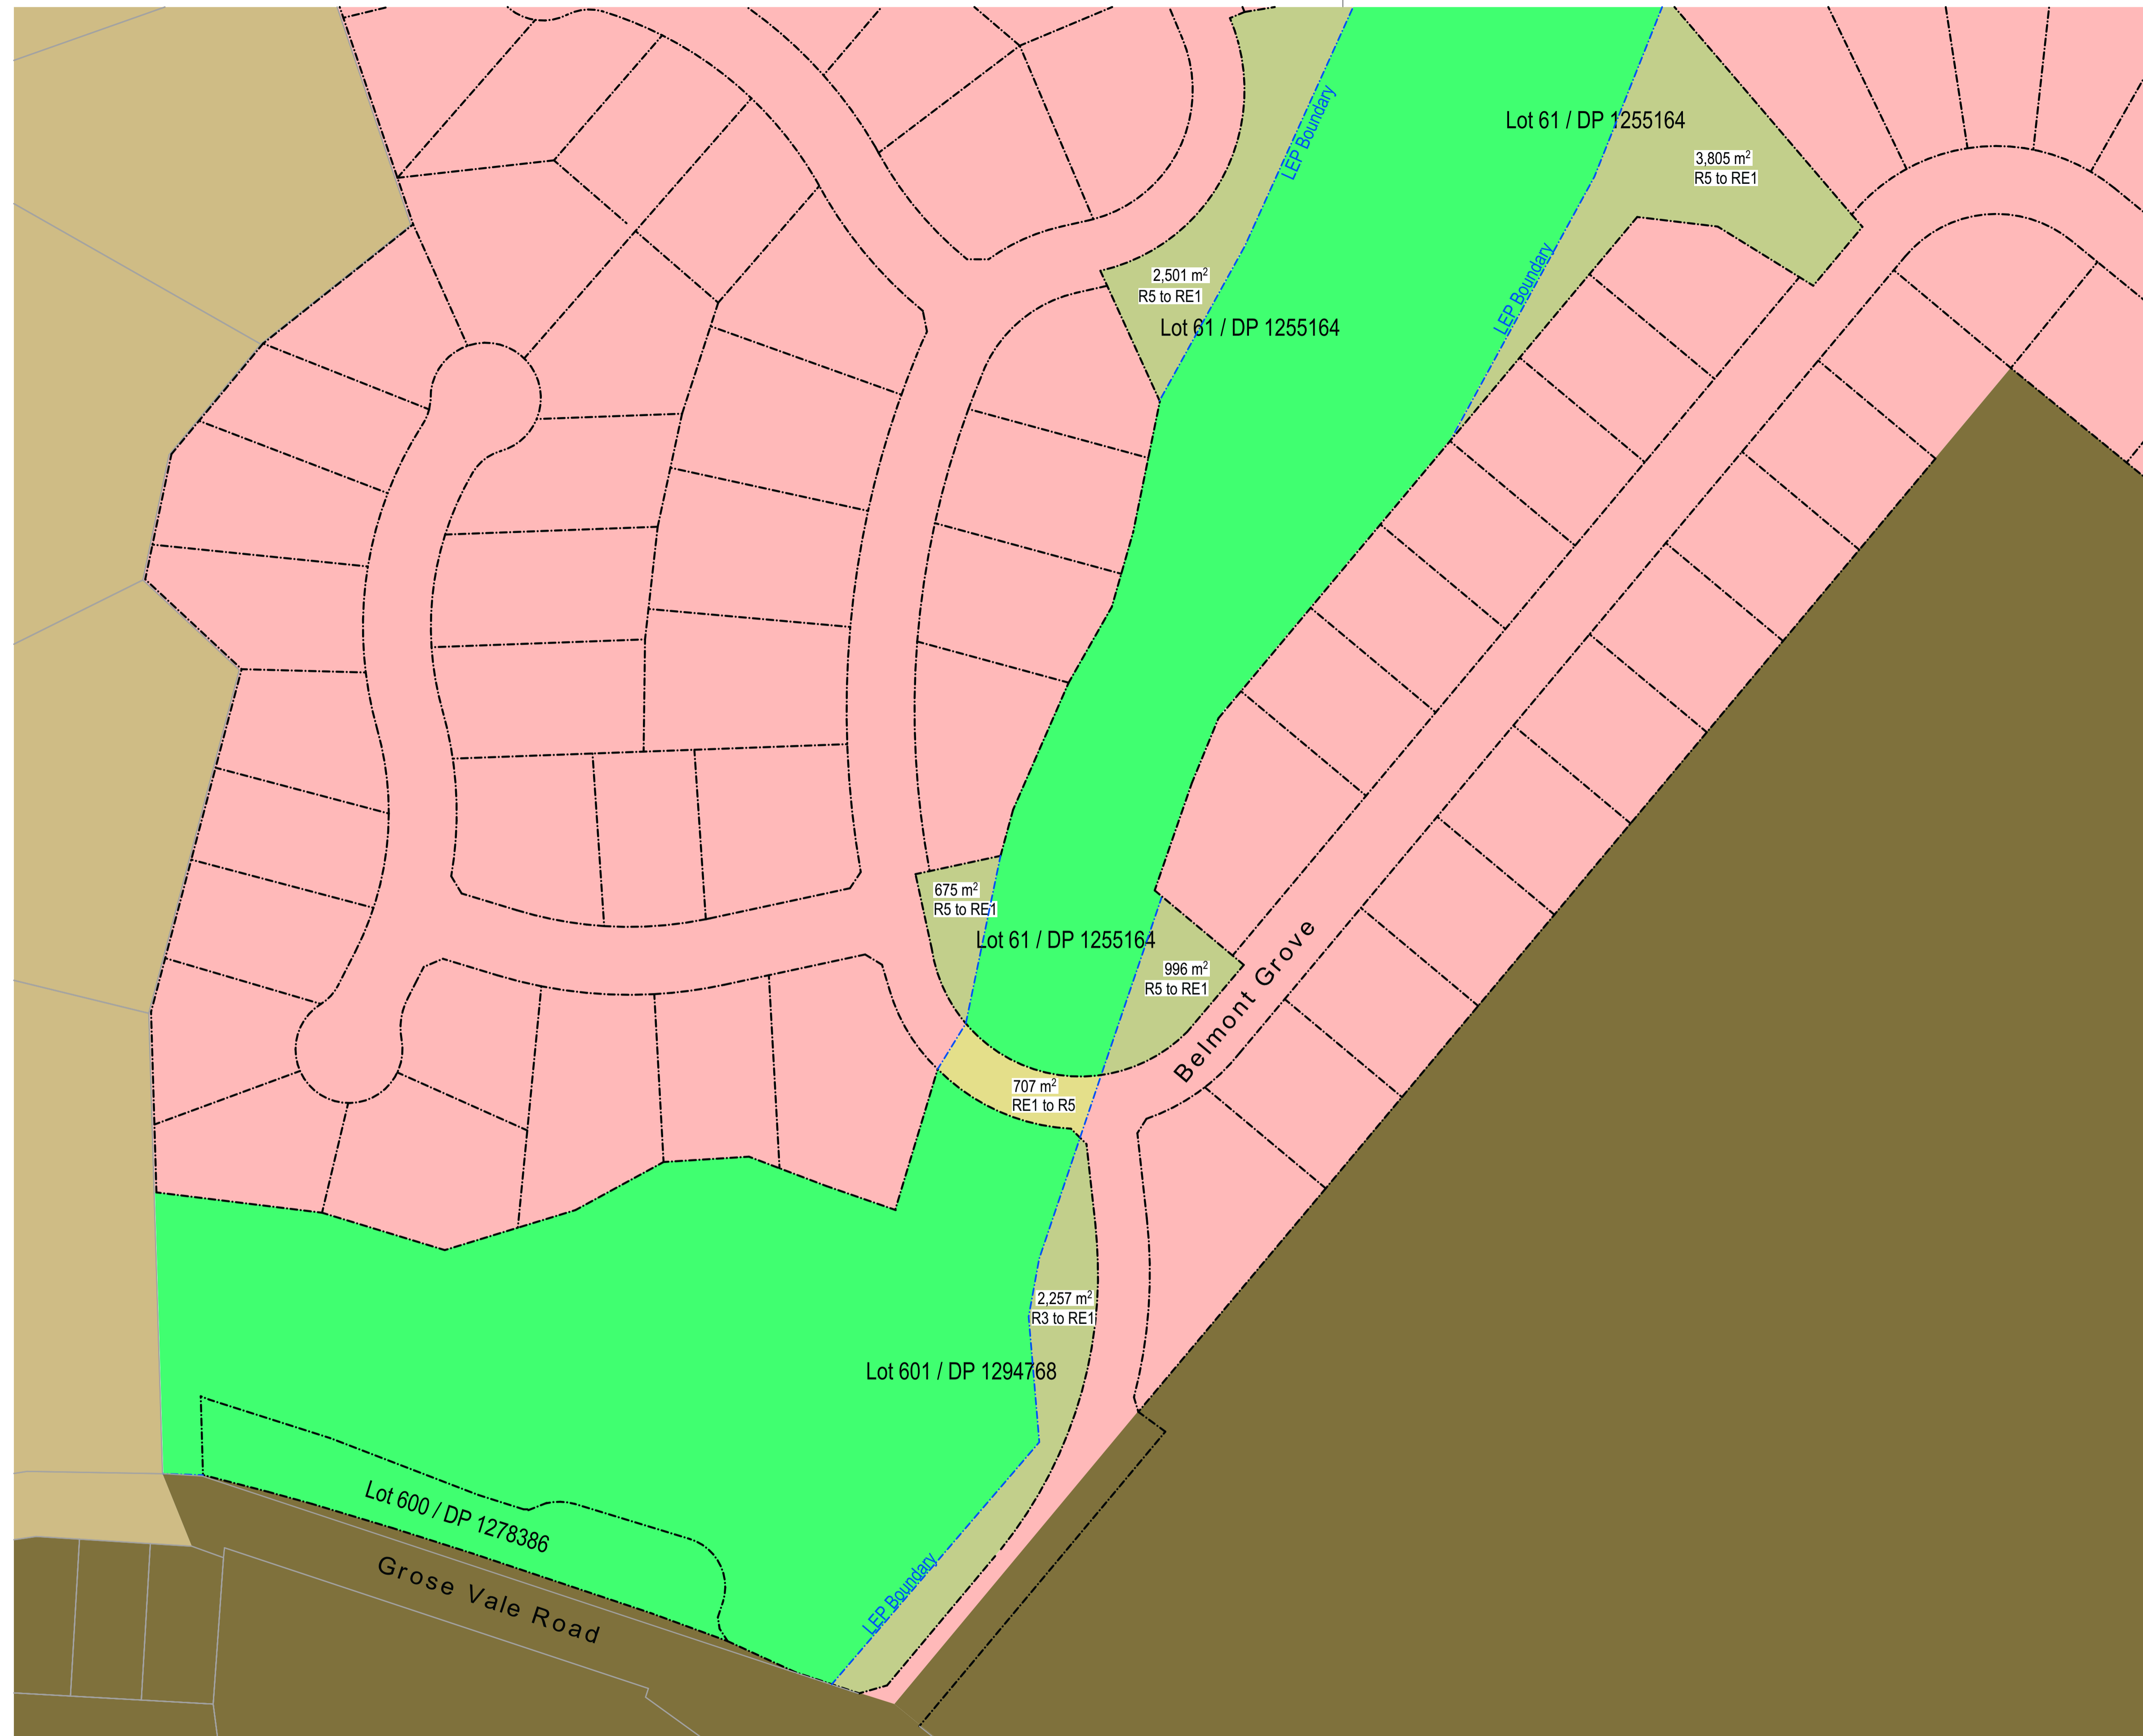 LEP Boundary
Lot 61 / DP 1255164
3,805 m²
R5 to RE1
LEP Boundary
2,501 m²
R5 to RE1
Lot 61 / DP 1255164
675 m²
R5 to RE1
Lot 61 / DP 1255164
996 m²
R5 to RE1
Belmont Grove
707 m²
RE1 to R5
2,257 m²
R3 to RE1
Lot 601 / DP 1294768
Lot 600 / DP 1278386
LEP Boundary
Grose Vale Road